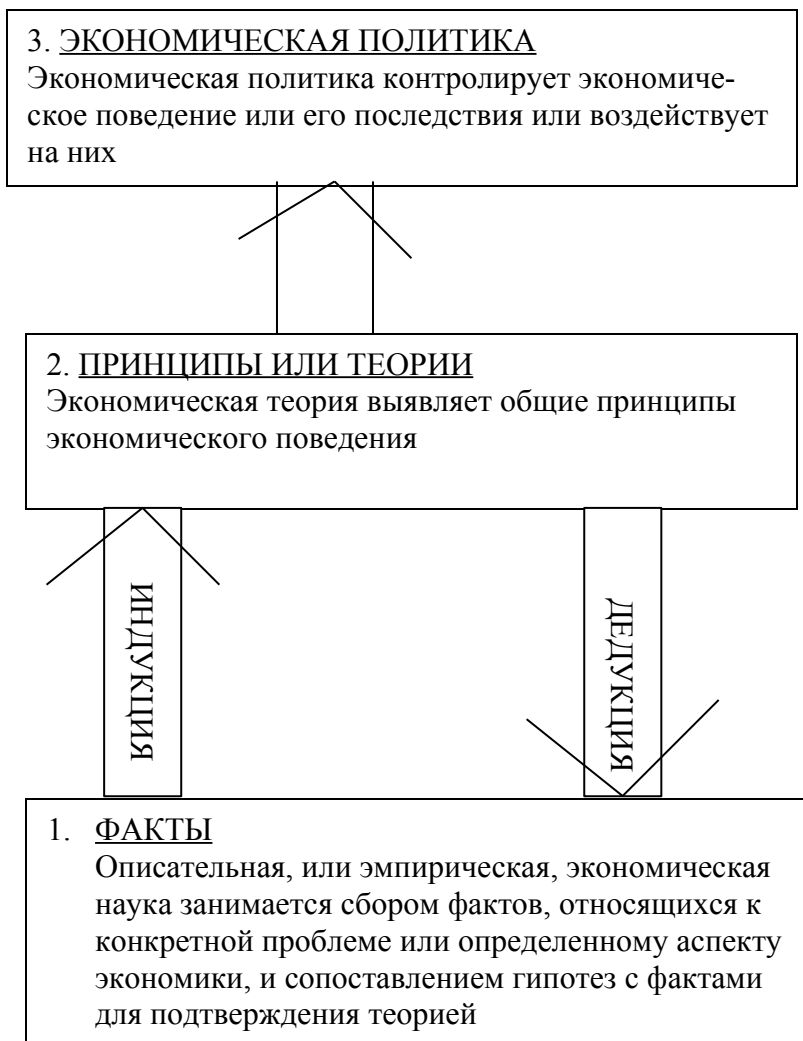 3. ЭКОНОМИЧЕСКАЯ ПОЛИТИКА
Экономическая политика контролирует экономиче-
ское поведение или его последствия или воздействует
на них
2. ПРИНЦИПЫ ИЛИ ТЕОРИИ
Экономическая теория выявляет общие принципы
экономического поведения
ИНДУКЦИЯ
ДЕДУКЦИЯ
1. ФАКТЫ
Описательная, или эмпирическая, экономическая
наука занимается сбором фактов, относящихся к
конкретной проблеме или определенному аспекту
экономики, и сопоставлением гипотез с фактами
для подтверждения теорией